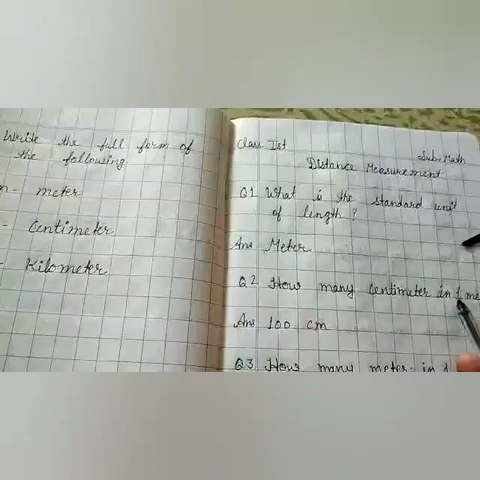 Write the full form of
the following
m - meter
- Centimeter
- Kilometer
Class Ist
Sub: Math
Distance Measurement
Q1 What is the standard unit
of length?
Ans Meter
Q2 How many Centimeter in 1 me
Ans 100 cm
Q3 How many meter in 1